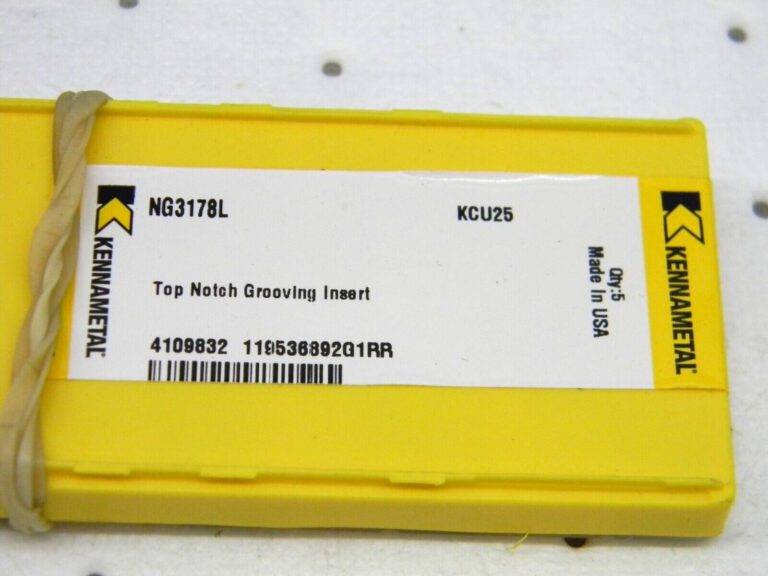 KENNAMETAL
NG3178L KCU25
Top Notch Grooving Insert
4109832 119536892G1RR
Qty:5
Made in USA
KENNAMETAL